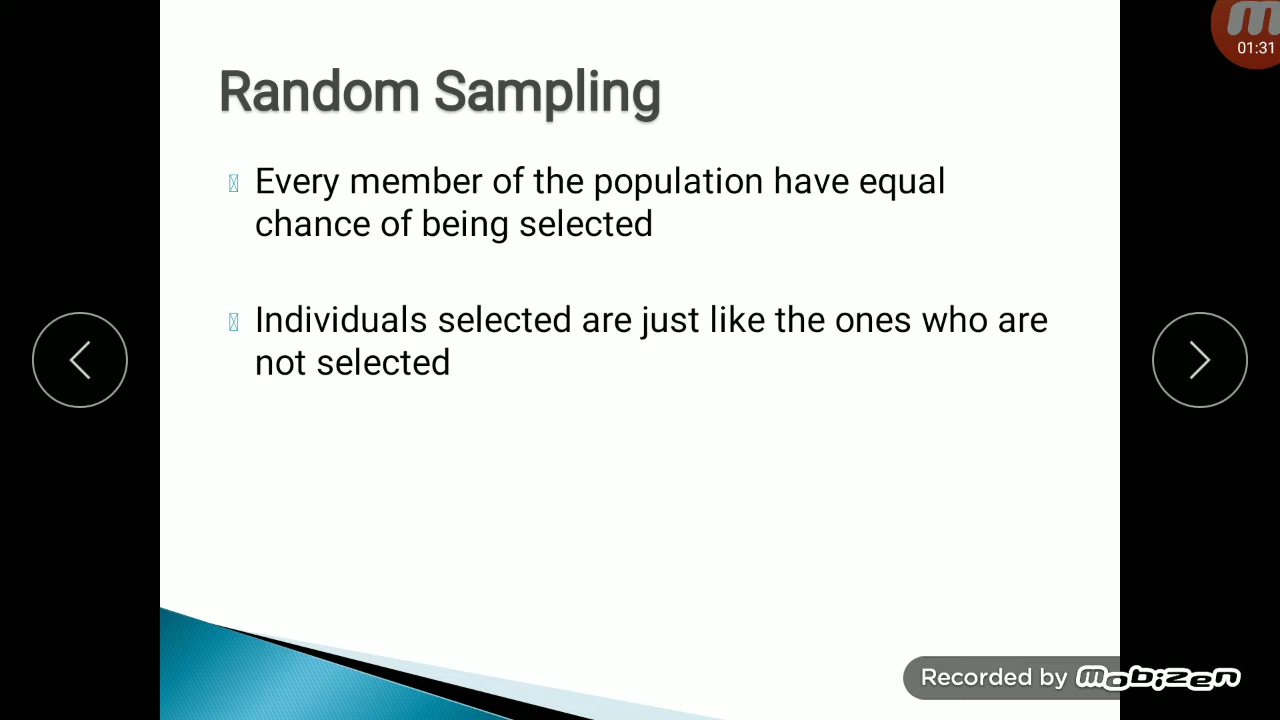 01:31
Random Sampling
Every member of the population have equal
chance of being selected
Individuals selected are just like the ones who are
not selected
Recorded by mobizen